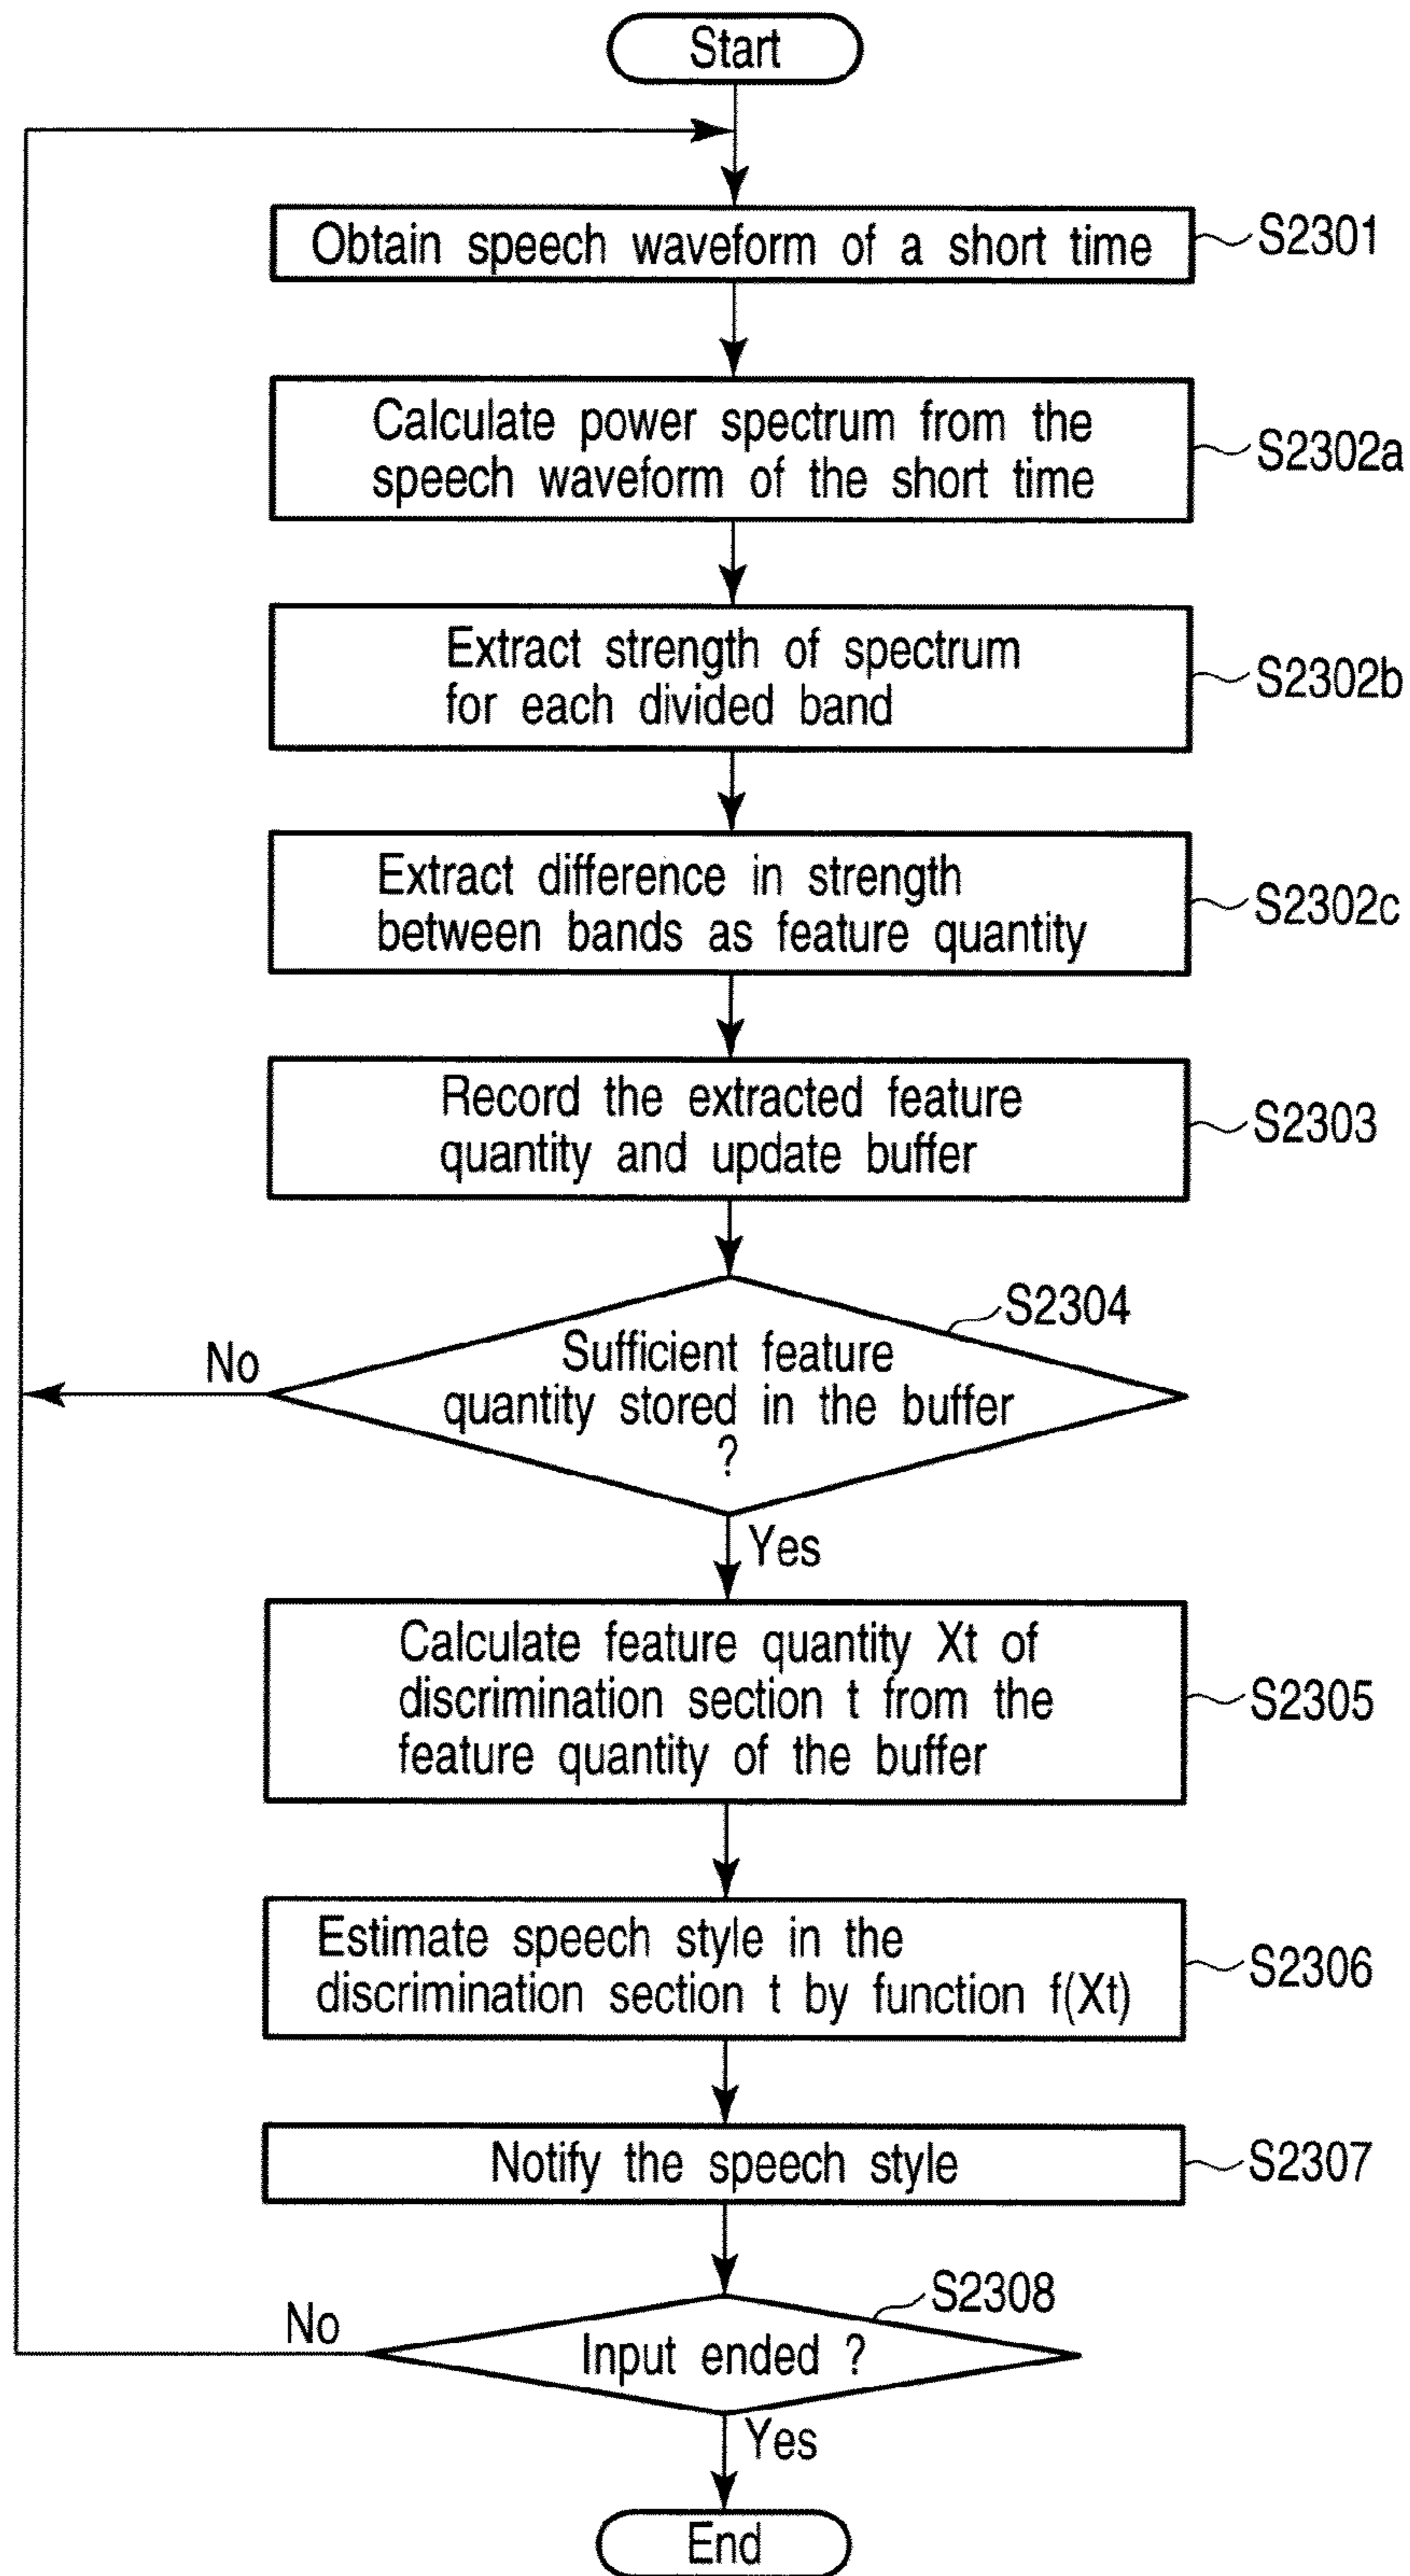 Start
Obtain speech waveform of a short time
S2301
Calculate power spectrum from the
speech waveform of the short time
S2302a
Extract strength of spectrum
for each divided band
S2302b
Extract difference in strength
between bands as feature quantity
S2302c
Record the extracted feature
quantity and update buffer
S2303
S2304
No
Sufficient feature
quantity stored in the buffer
?
Yes
Calculate feature quantity Xt of
discrimination section t from the
feature quantity of the buffer
S2305
Estimate speech style in the
discrimination section t by function f(Xt)
S2306
Notify the speech style
S2307
S2308
No
Input ended ?
Yes
End